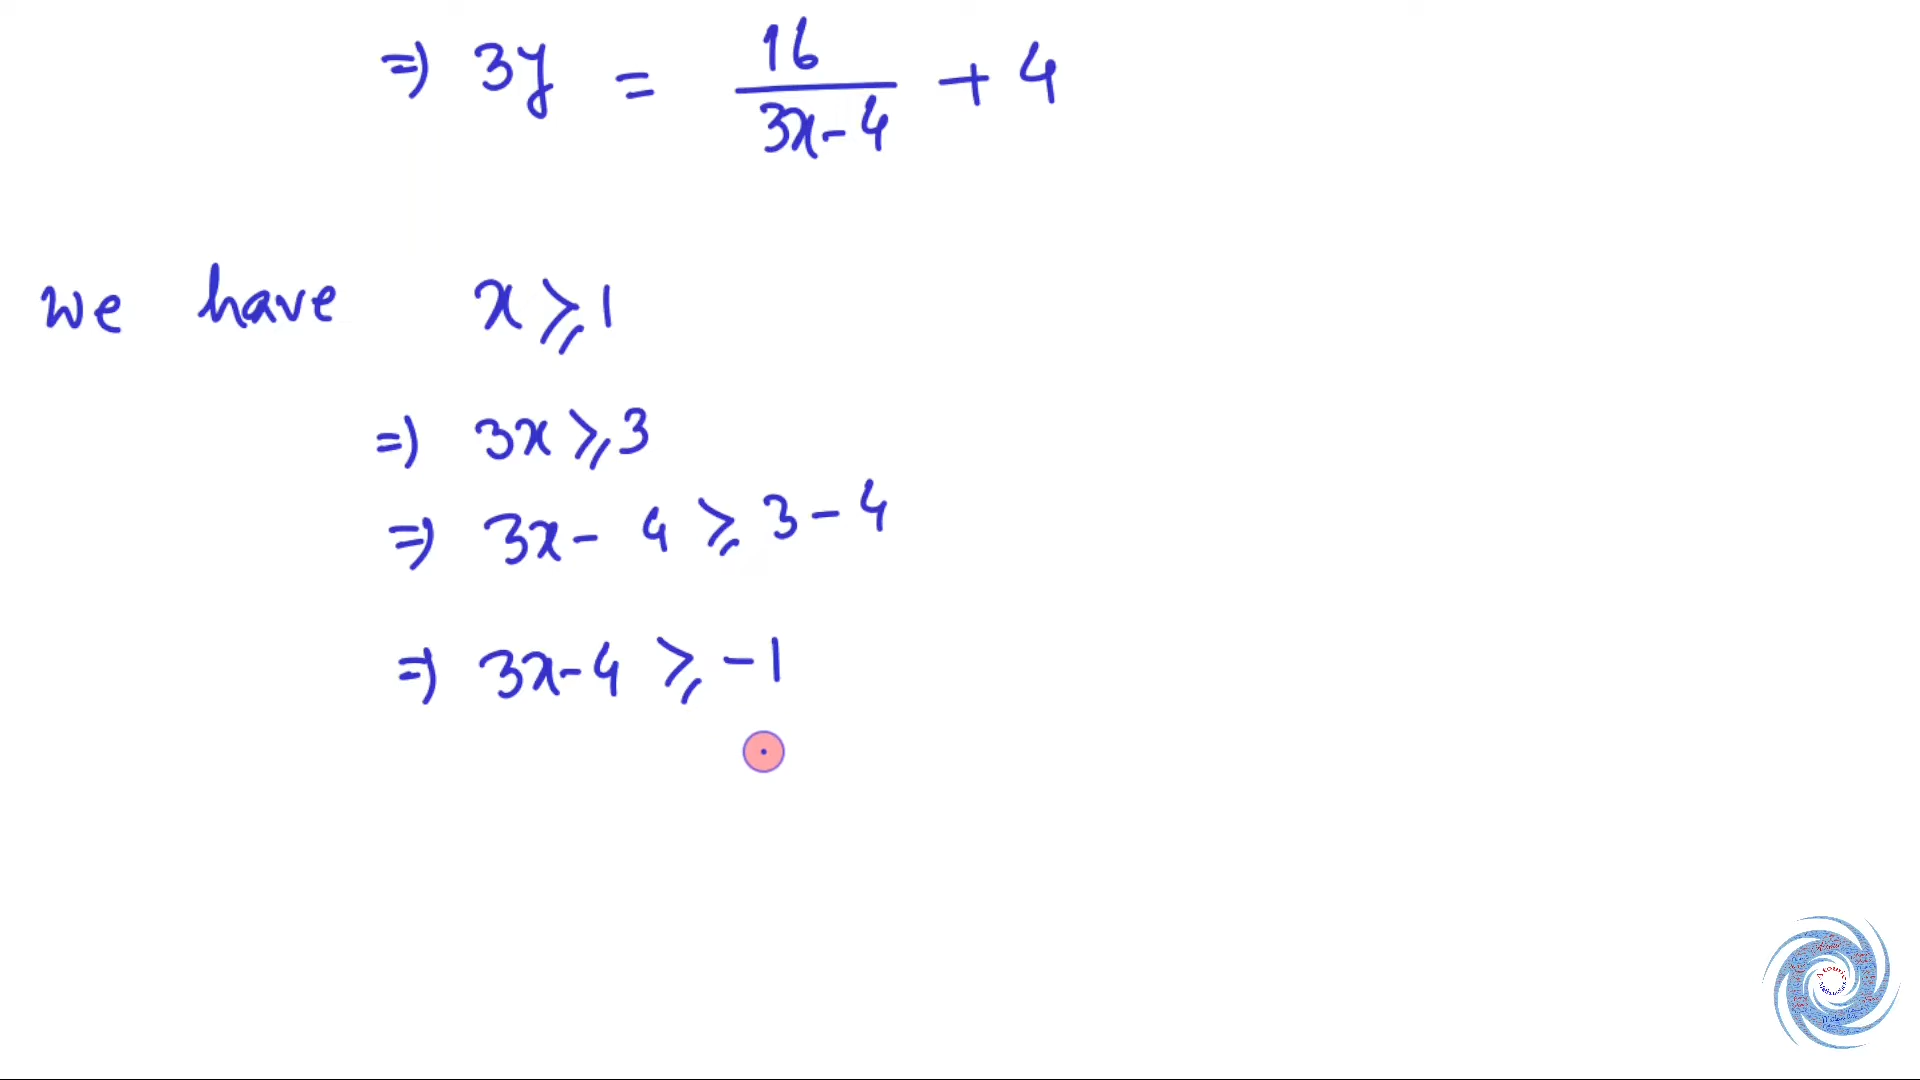 ⇒ 3y = 16/(3x-4) + 4
we have x ⩾ 1
⇒ 3x ⩾ 3
⇒ 3x - 4 ⩾ 3 - 4
⇒ 3x - 4 ⩾ -1